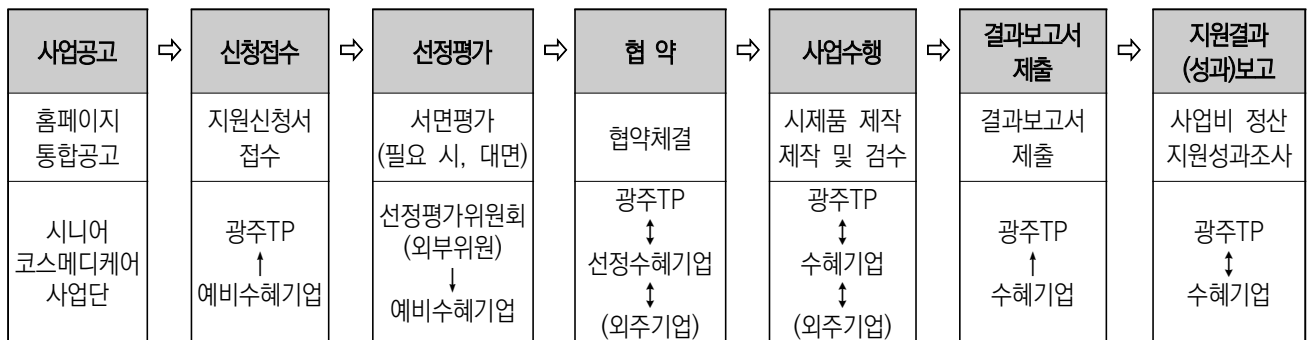 사업공고
홈페이지
통합공고
시니어
코스메디케어
사업단
⇨
신청접수
지원신청서
접수
광주TP
↑
예비수혜기업
⇨
선정평가
서면평가
(필요 시, 대면)
선정평가위원회
(외부위원)
↓
예비수혜기업
⇨
협 약
협약체결
광주TP
↕
선정수혜기업
↕
(외주기업)
⇨
사업수행
시제품 제작
제작 및 검수
광주TP
↕
수혜기업
↕
(외주기업)
⇨
결과보고서
제출
결과보고서
제출
광주TP
↑
수혜기업
⇨
지원결과
(성과)보고
사업비 정산
지원성과조사
광주TP
↕
수혜기업